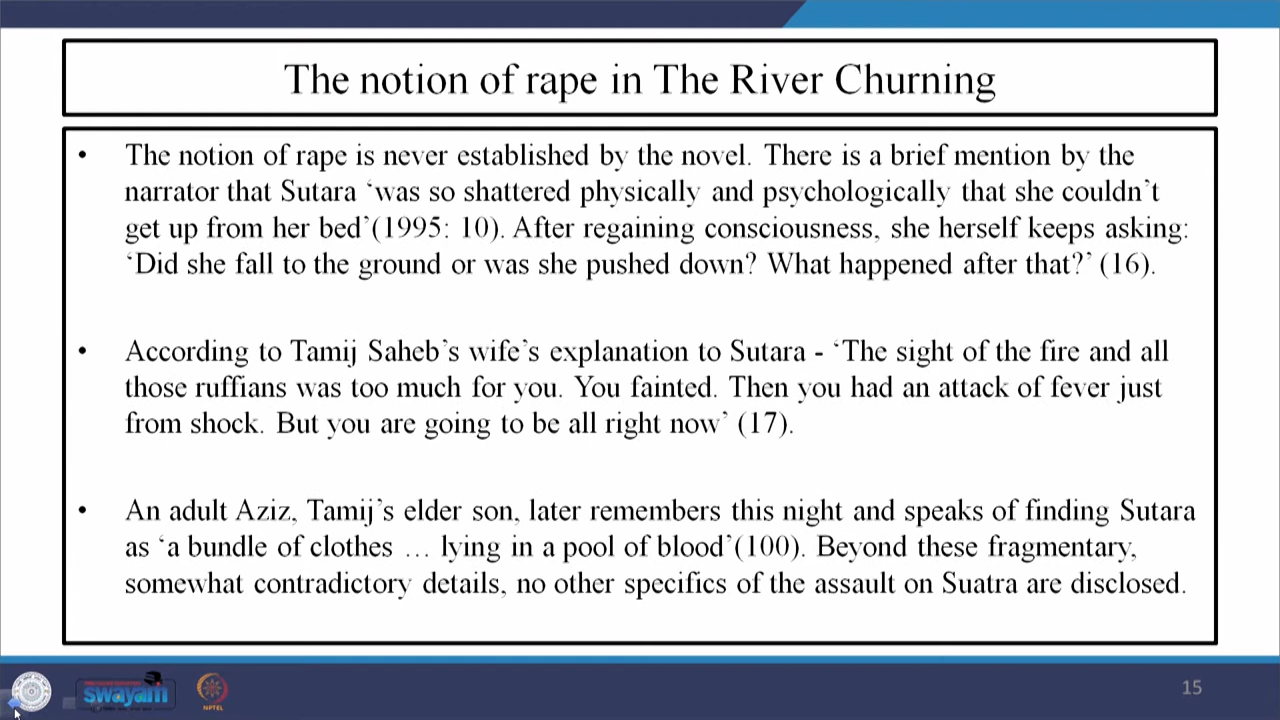 The notion of rape in The River Churning
• The notion of rape is never established by the novel. There is a brief mention by the
narrator that Sutara ‘was so shattered physically and psychologically that she couldn’t
get up from her bed’(1995: 10). After regaining consciousness, she herself keeps asking:
‘Did she fall to the ground or was she pushed down? What happened after that?’ (16).
• According to Tamij Saheb’s wife’s explanation to Sutara - ‘The sight of the fire and all
those ruffians was too much for you. You fainted. Then you had an attack of fever just
from shock. But you are going to be all right now’ (17).
• An adult Aziz, Tamij’s elder son, later remembers this night and speaks of finding Sutara
as ‘a bundle of clothes … lying in a pool of blood’(100). Beyond these fragmentary,
somewhat contradictory details, no other specifics of the assault on Suatra are disclosed.
swayam
NPTEL
15